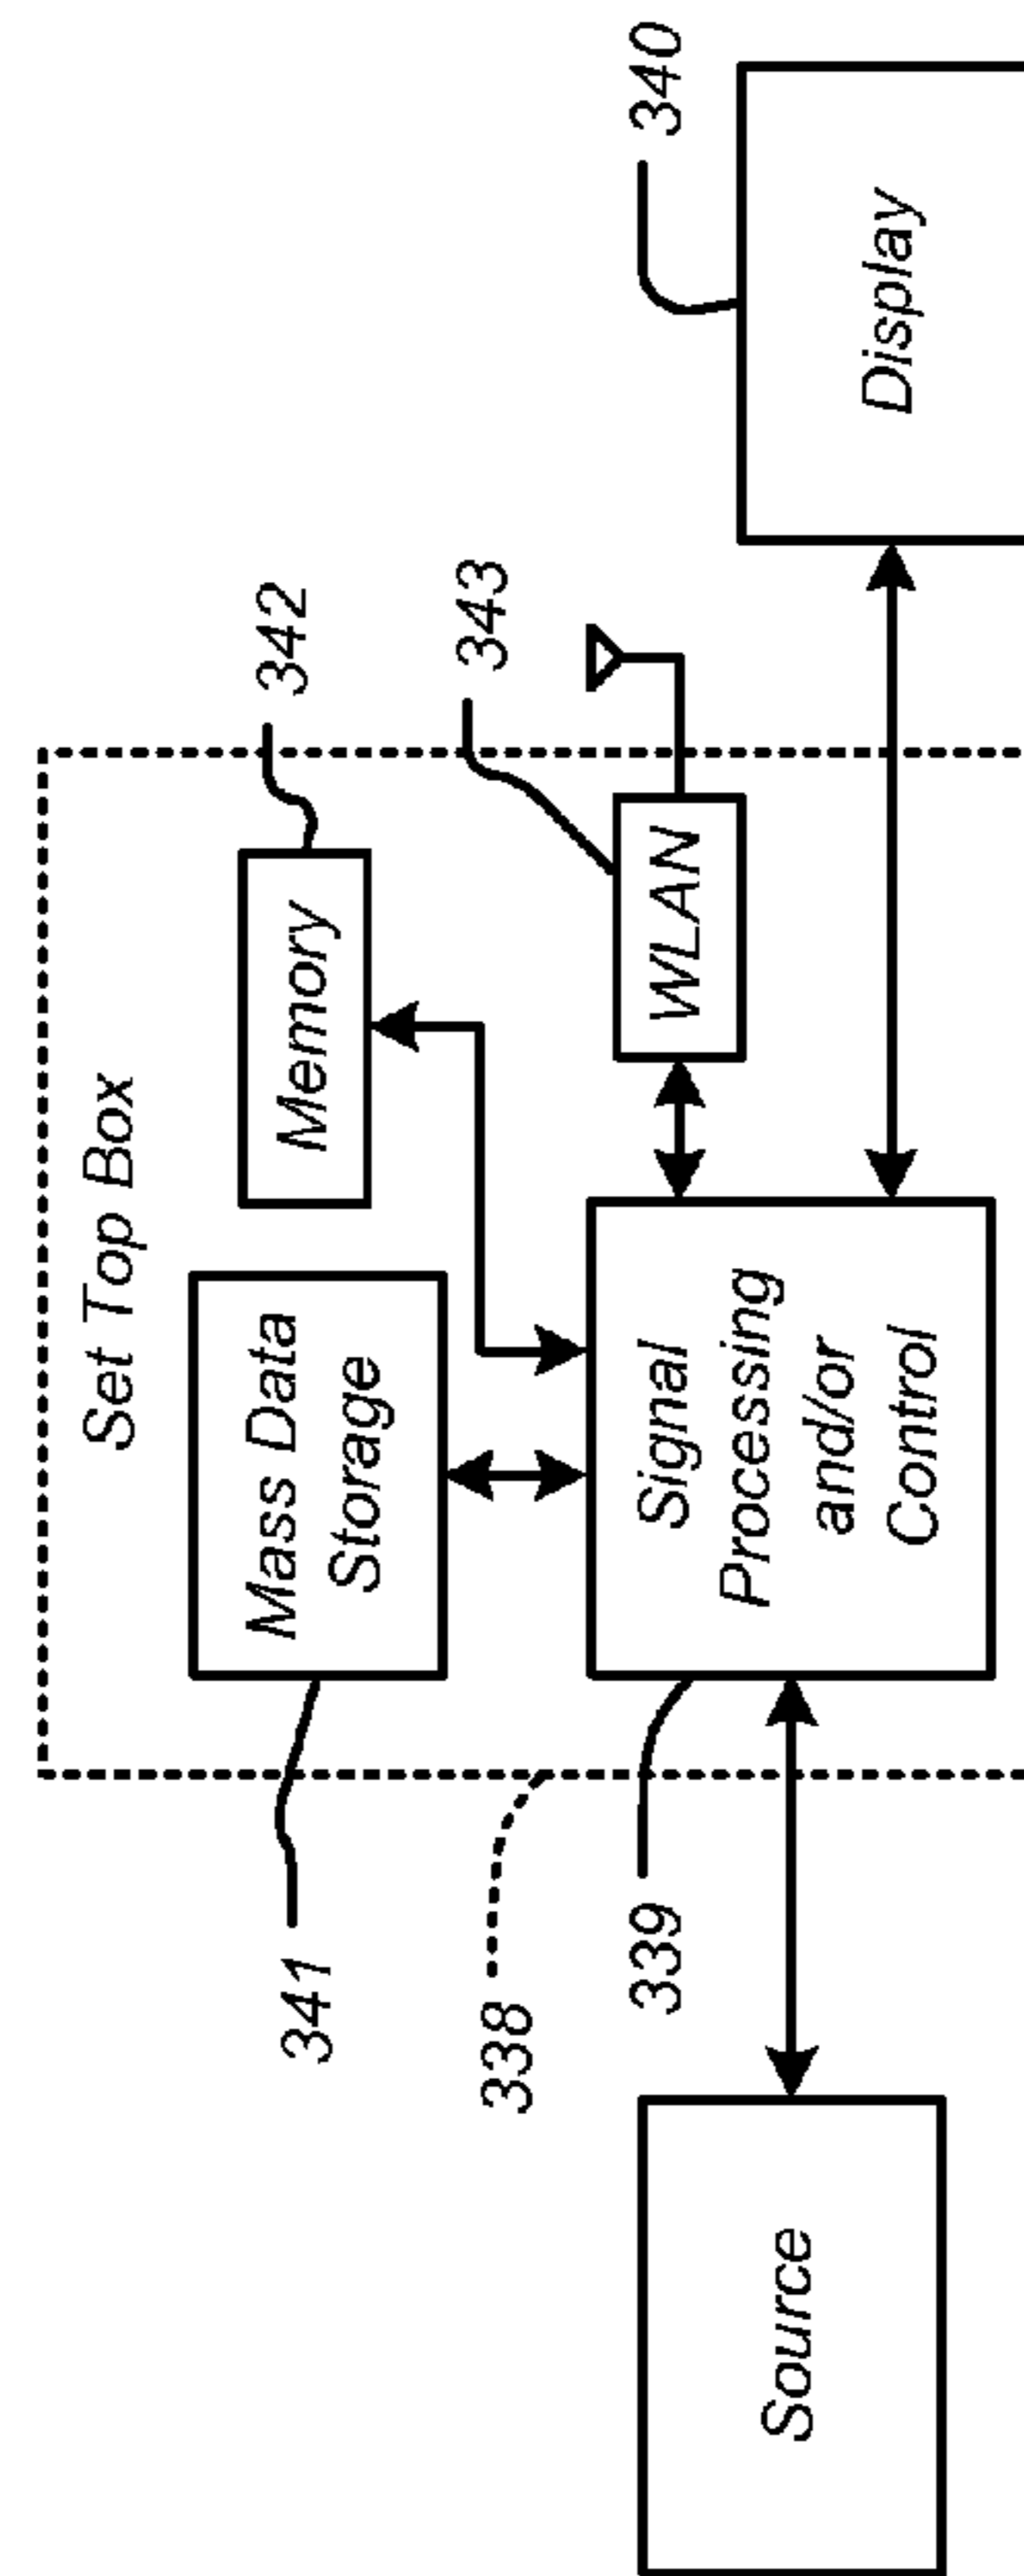 Set Top Box
341
Mass Data
Storage
Memory
342
338
343
WLAN
339
Signal
Processing
and/or
Control
340
Source
Display